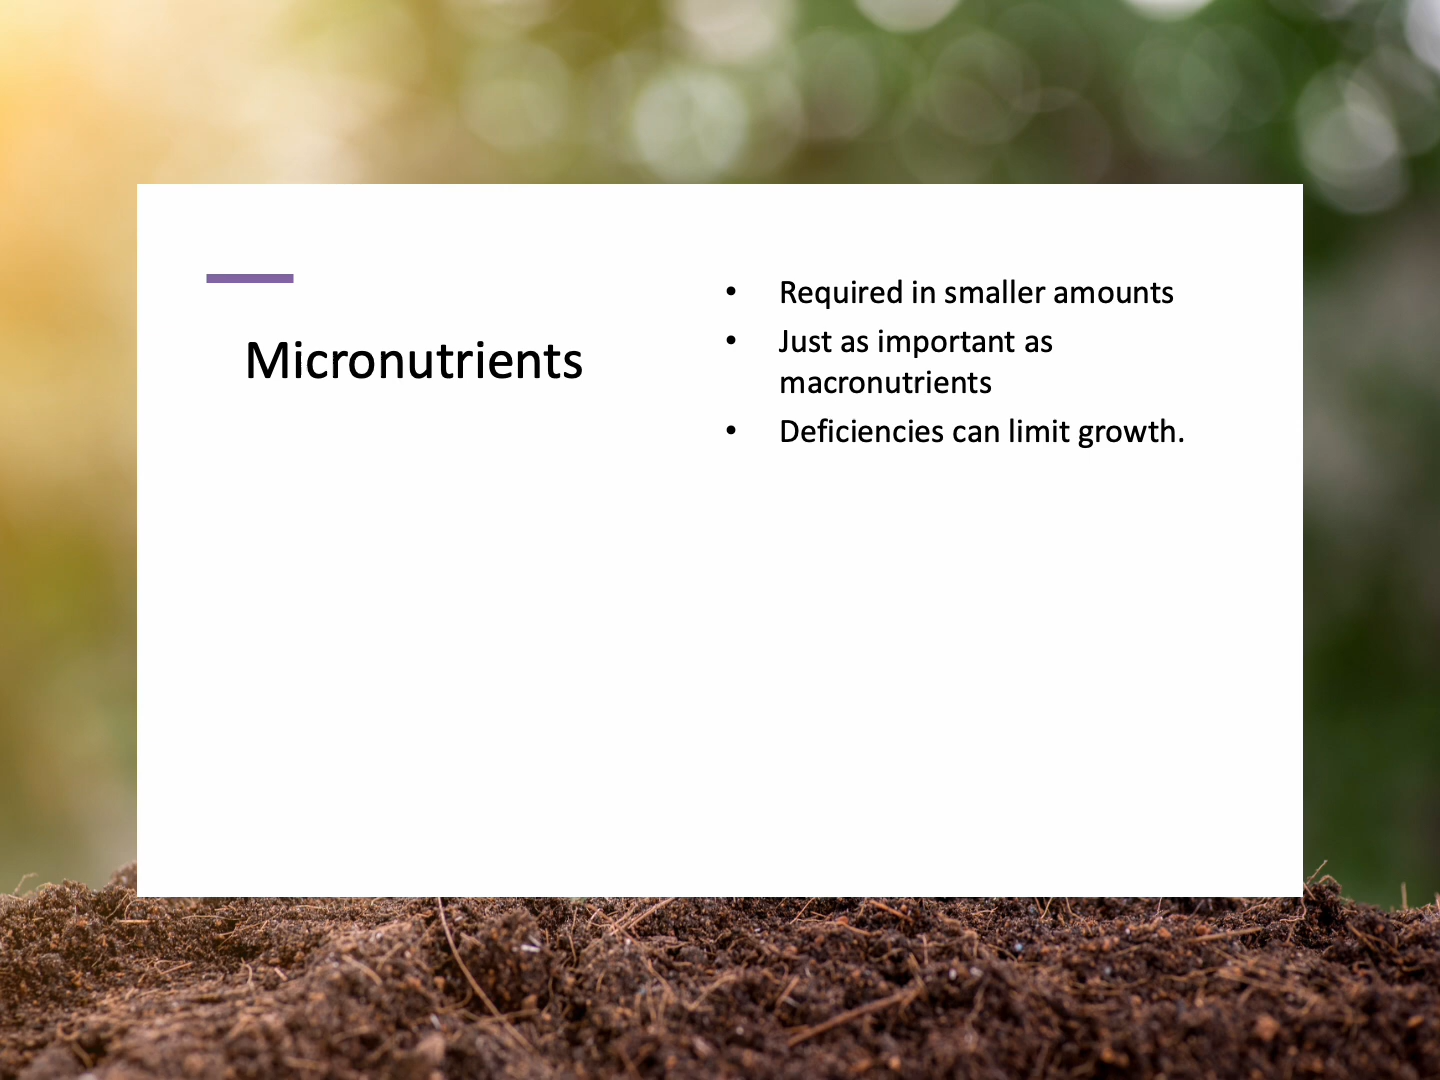 Micronutrients
• Required in smaller amounts
• Just as important as
macronutrients
• Deficiencies can limit growth.